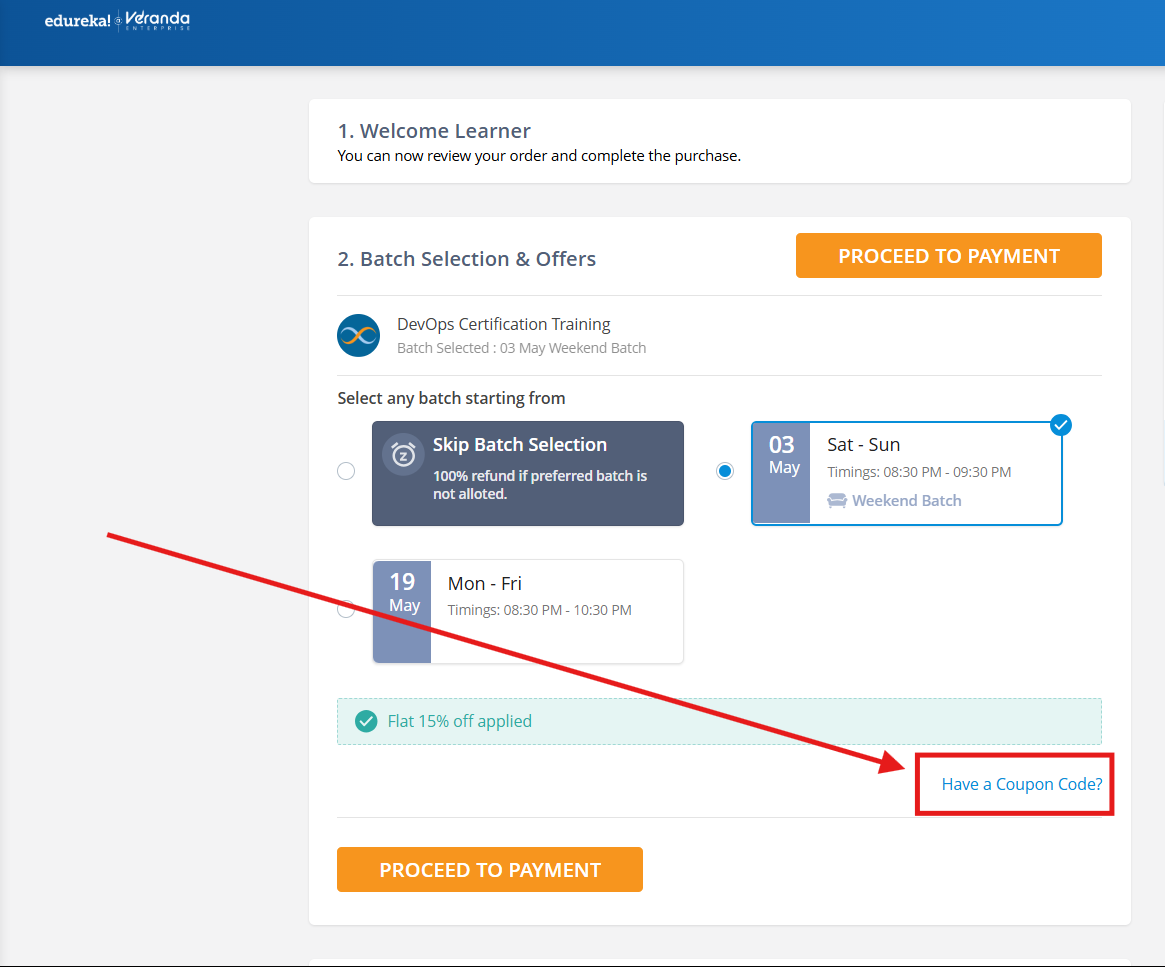 edureka! Veranda
ENTERPRISE
1. Welcome Learner
You can now review your order and complete the purchase.
2. Batch Selection & Offers
PROCEED TO PAYMENT
DevOps Certification Training
Batch Selected : 03 May Weekend Batch
Select any batch starting from
Skip Batch Selection
100% refund if preferred batch is
not alloted.
03
May
Sat - Sun
Timings: 08:30 PM - 09:30 PM
Weekend Batch
19
May
Mon - Fri
Timings: 08:30 PM - 10:30 PM
Flat 15% off applied
Have a Coupon Code?
PROCEED TO PAYMENT